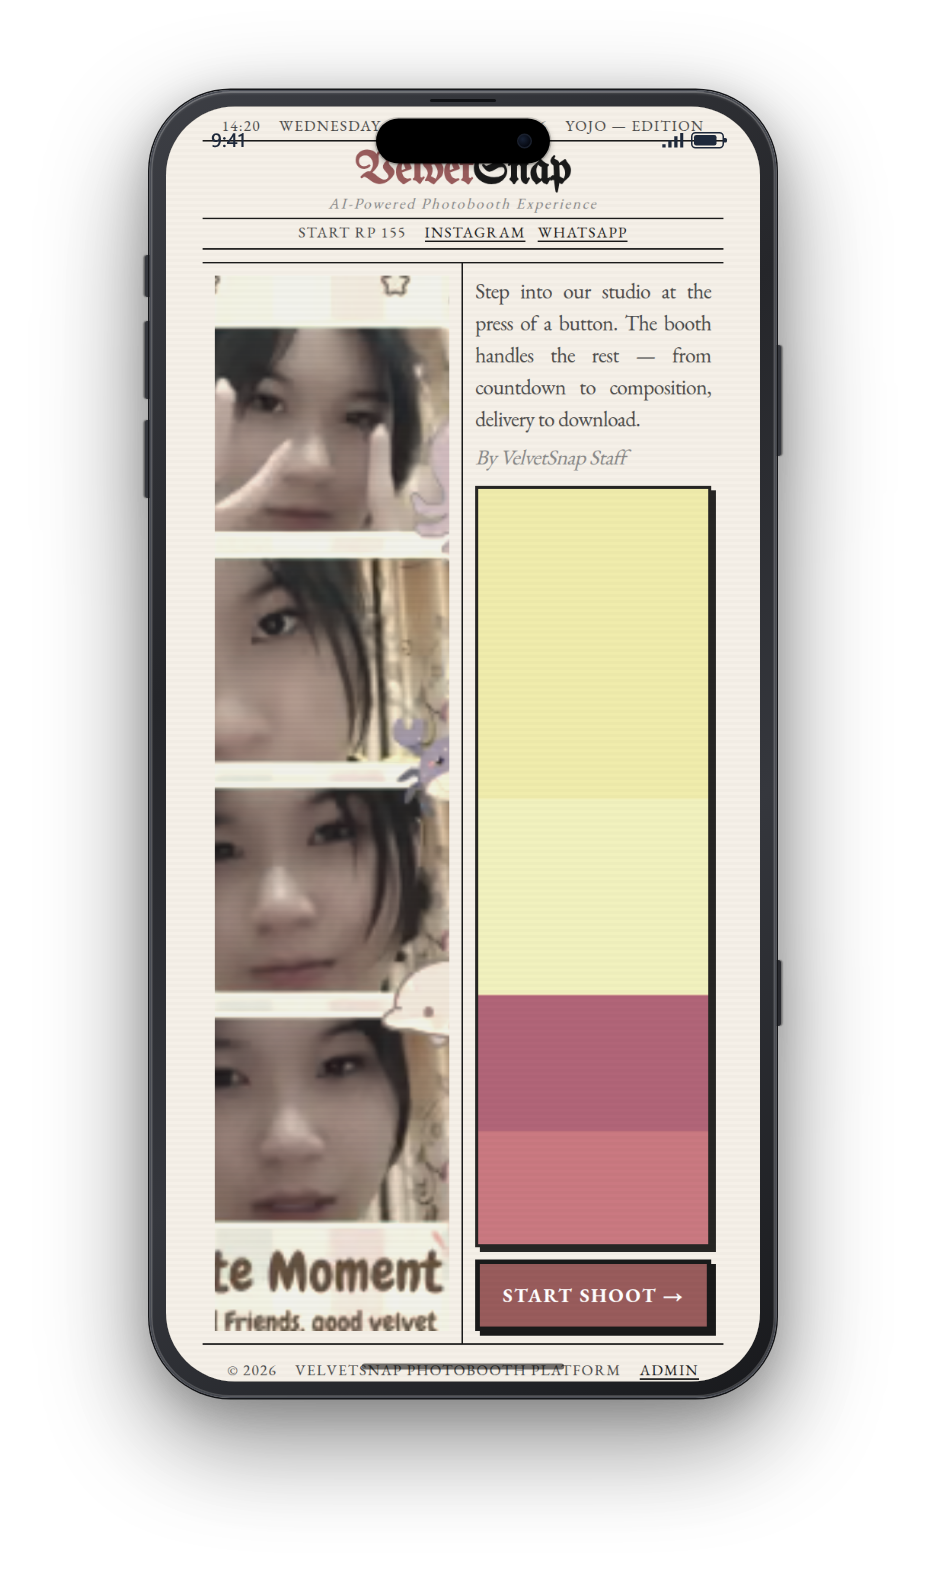 14:20 WEDNESDAY YOJO — EDITION
9:41
VelvetSnap
AI-Powered Photobooth Experience
START RP 155 INSTAGRAM WHATSAPP
Step into our studio at the
press of a button. The booth
handles the rest — from
countdown to composition,
delivery to download.
By VelvetSnap Staff
te Moment
Friends, good velvet
START SHOOT →
© 2026 VELVETSNAP PHOTOBOOTH PLATFORM ADMIN